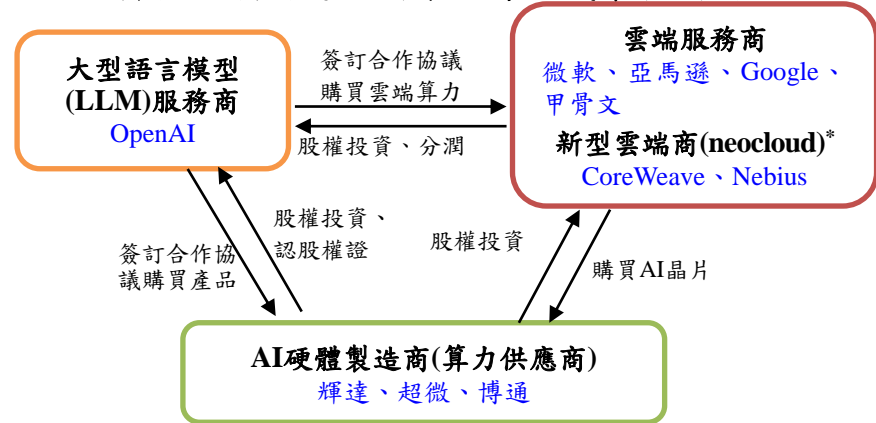 大型語言模型
(LLM)服務商
OpenAI
簽訂合作協議
購買雲端算力
股權投資、分潤
雲端服務商
微軟、亞馬遜、Google、
甲骨文
新型雲端商(neocloud)*
CoreWeave、Nebius
簽訂合作協
議購買產品
股權投資、
認股權證
股權投資
購買AI晶片
AI硬體製造商(算力供應商)
輝達、超微、博通